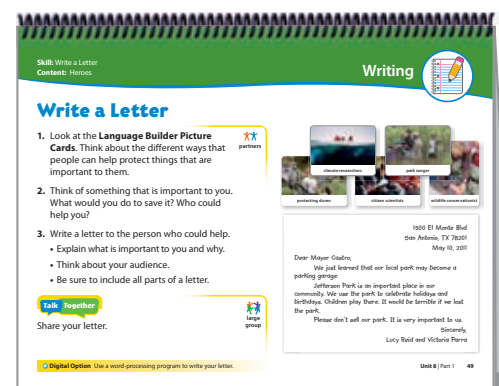 Skill: Write a Letter
Content: Heroes
Writing
Write a Letter
1. Look at the Language Builder Picture
Cards. Think about the different ways that
people can help protect things that are
important to them.
partners
2. Think of something that is important to you.
What would you do to save it? Who could
help you?
3. Write a letter to the person who could help.
• Explain what is important to you and why.
• Think about your audience.
• Be sure to include all parts of a letter.
Talk Together
Share your letter.
large
group
Digital Option Use a word-processing program to write your letter.
climate researchers
park ranger
protecting dunes
citizen scientists
wildlife conservationist
1500 El Monte Blvd
San Antonio, TX 78201
May 10, 2011
Dear Mayor Castro,
We just learned that our local park may become a
parking garage.
Jefferson Park is an important place in our
community. We use the park to celebrate holidays and
birthdays. Children play there. It would be terrible if we lost
the park.
Please don't sell our park. It is very important to us.
Sincerely,
Lucy Reid and Victoria Parra
Unit 8 | Part 1 49